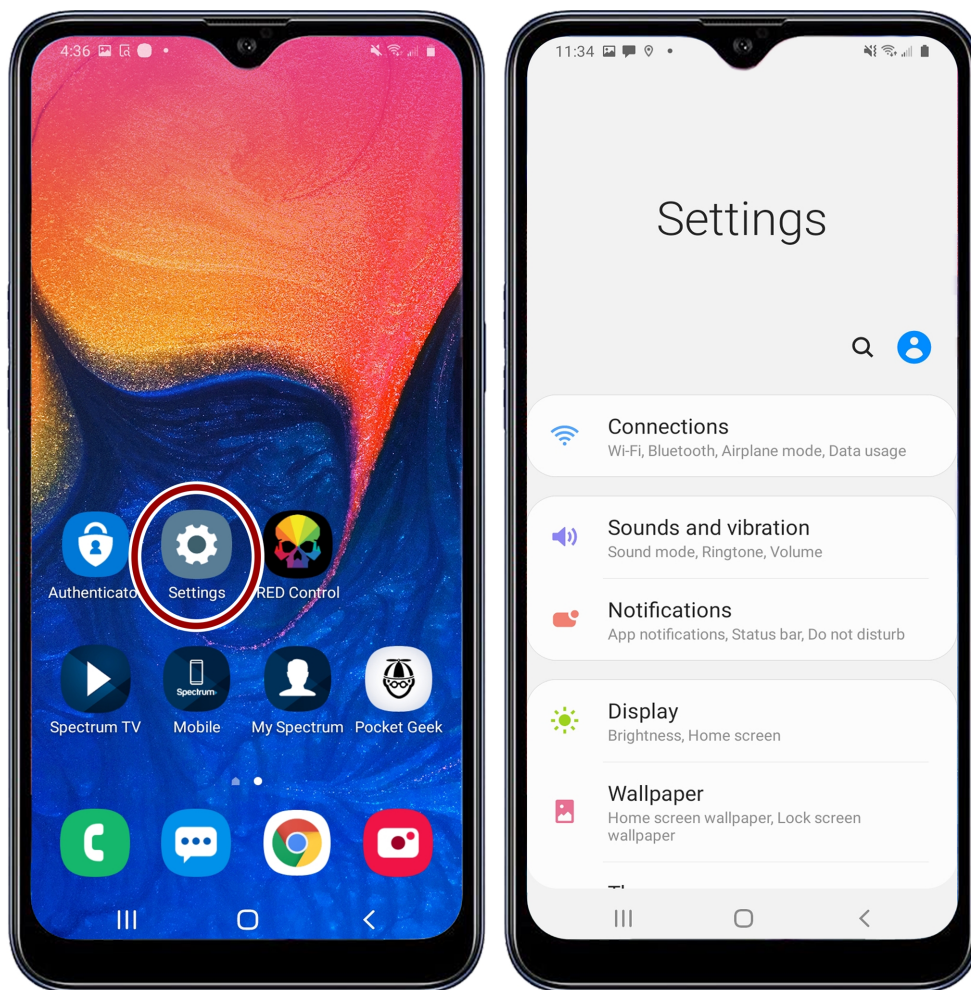 4:36
Authenticato
Settings
RED Control
Spectrum
Spectrum TV
Mobile
My Spectrum
Pocket Geek
11:34
Settings
Connections
Wi-Fi, Bluetooth, Airplane mode, Data usage
Sounds and vibration
Sound mode, Ringtone, Volume
Notifications
App notifications, Status bar, Do not disturb
Display
Brightness, Home screen
Wallpaper
Home screen wallpaper, Lock screen
wallpaper